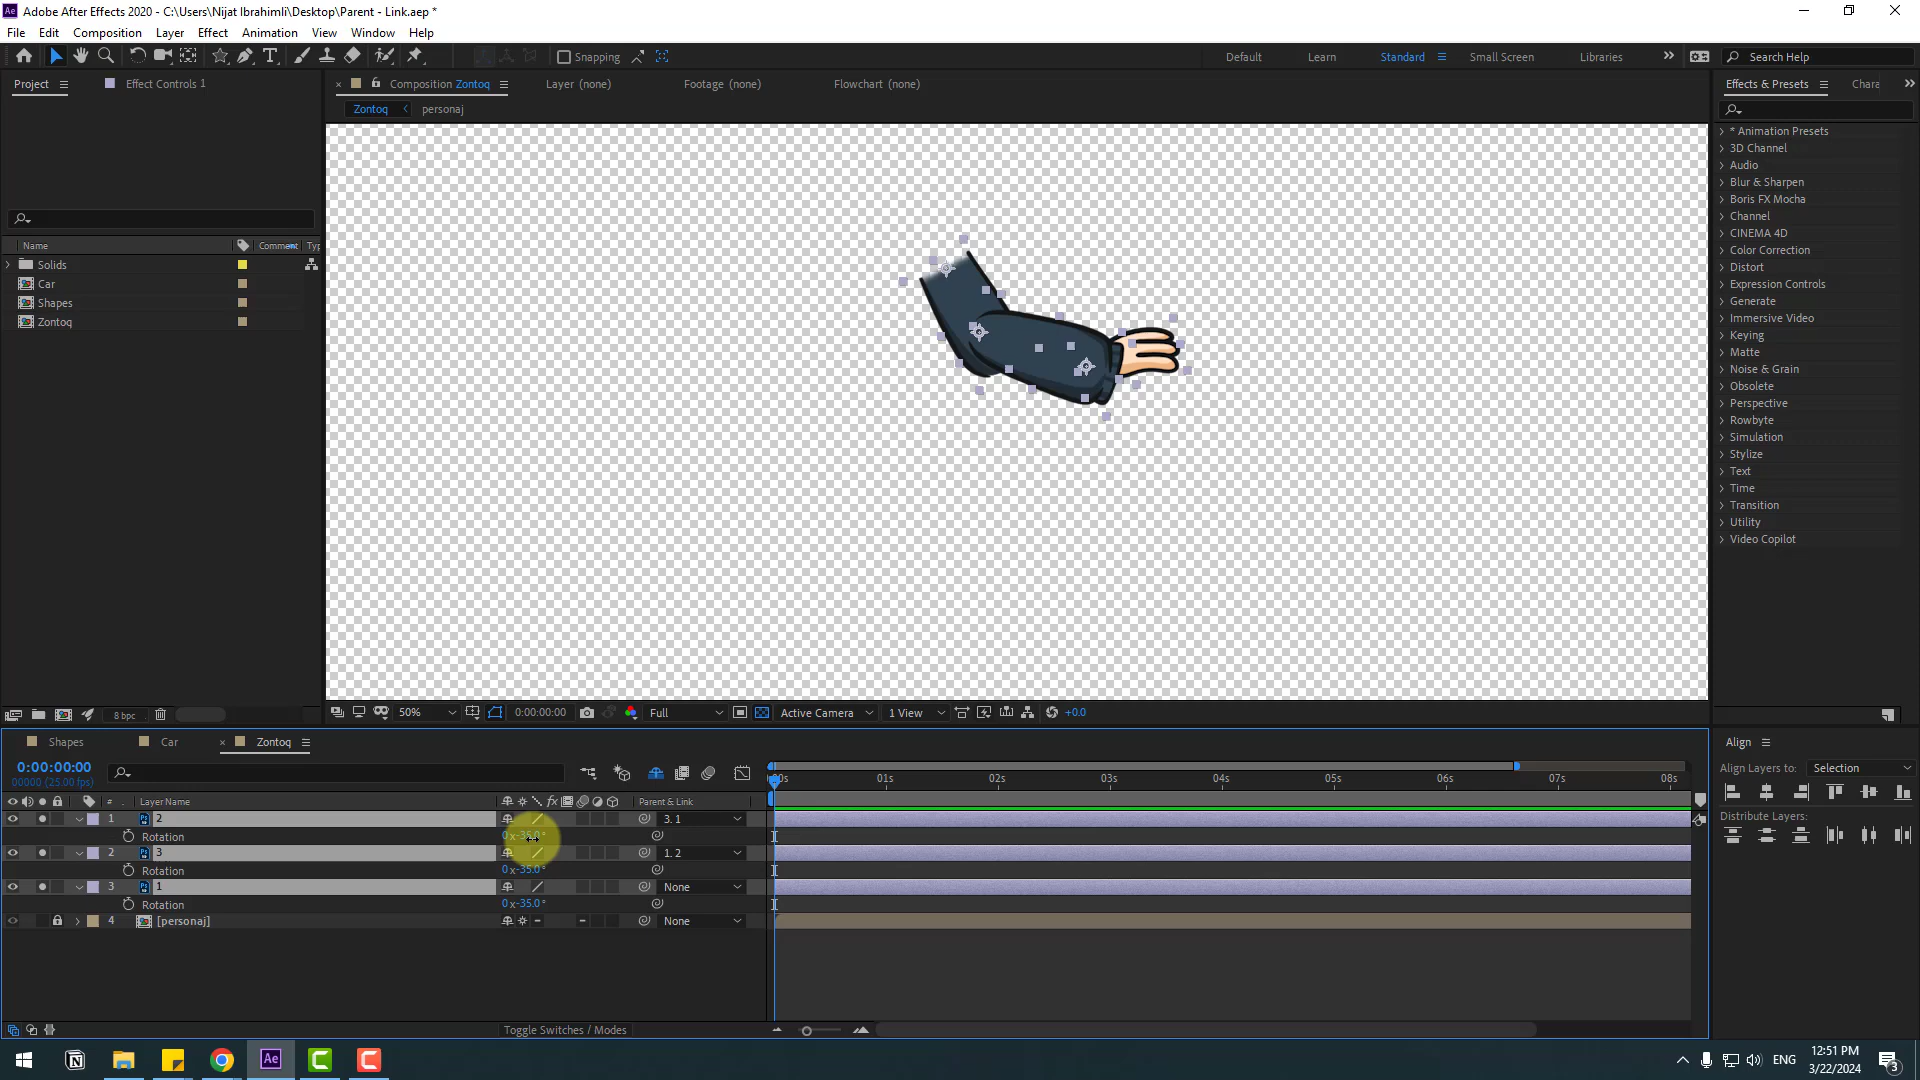 Adobe After Effects 2020 - C:\Users\Nijat Ibrahimli\Desktop\Parent - Link.aep *
File Edit Composition Layer Effect Animation View Window Help
Snapping Default Learn Standard Small Screen Libraries Search Help
Project Effect Controls 1
Composition Zontoq Layer (none) Footage (none) Flowchart (none)
Zontoq personaj
Effects & Presets Chara
* Animation Presets
3D Channel
Audio
Blur & Sharpen
Boris FX Mocha
Channel
CINEMA 4D
Color Correction
Distort
Expression Controls
Generate
Immersive Video
Keying
Matte
Noise & Grain
Obsolete
Perspective
Rowbyte
Simulation
Stylize
Text
Time
Transition
Utility
Video Copilot
Name Comment Typ
Solids
Car
Shapes
Zontoq
8 bpc
50% 0:00:00:00 Full Active Camera 1 View +0.0
Shapes Car Zontoq
0:00:00:00
00000 (25.00 fps)
:00s 01s 02s 03s 04s 05s 06s 07s 08s
# Layer Name fx Parent & Link
1 2 3. 1
Rotation 0 x-35.0°
2 3 1. 2
Rotation 0 x-35.0°
3 1 None
Rotation 0 x-35.0°
4 [personaj] None
Toggle Switches / Modes
Align
Align Layers to: Selection
Distribute Layers:
Ae
ENG
12:51 PM
3/22/2024
3